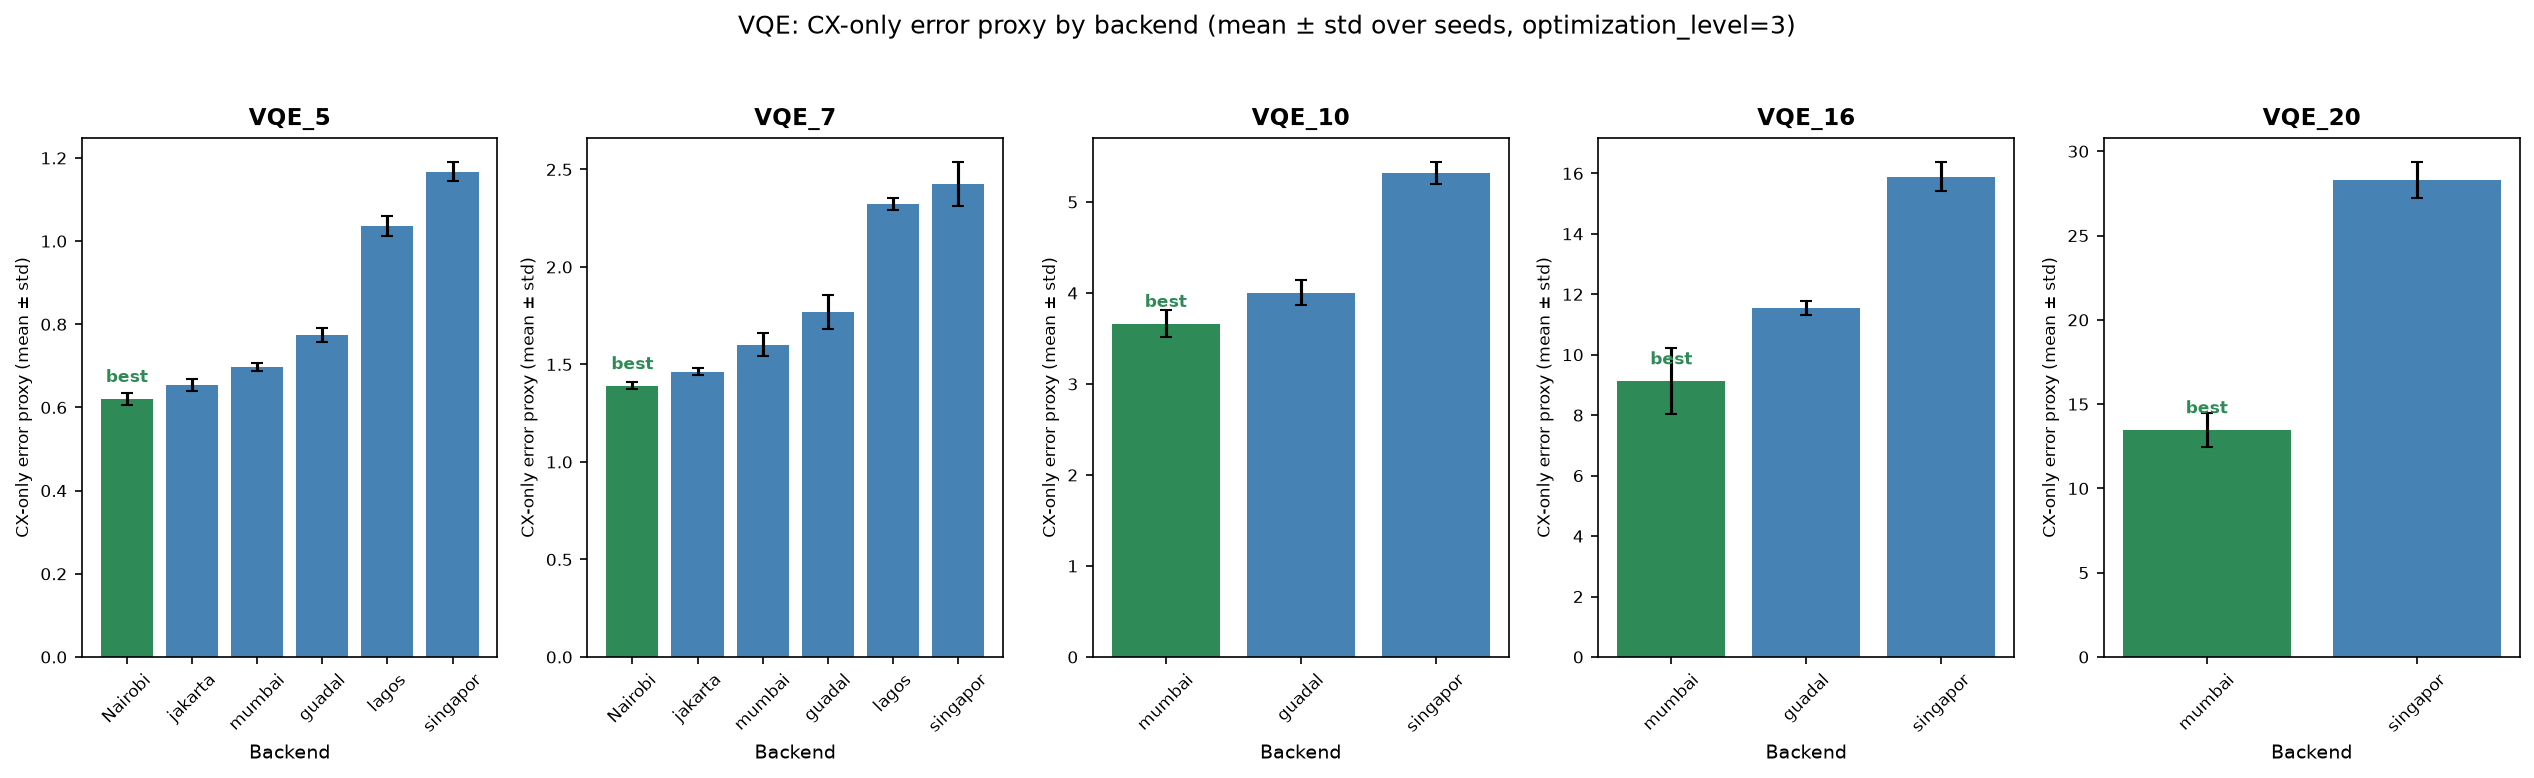 VQE: CX-only error proxy by backend (mean ± std over seeds, optimization_level=3)
VQE_5
CX-only error proxy (mean ± std)
1.2
1.0
0.8
0.6
0.4
0.2
0.0
best
Nairobi
jakarta
mumbai
guadal
lagos
singapor
Backend
VQE_7
CX-only error proxy (mean ± std)
2.5
2.0
1.5
1.0
0.5
0.0
best
Nairobi
jakarta
mumbai
guadal
lagos
singapor
Backend
VQE_10
CX-only error proxy (mean ± std)
5
4
3
2
1
0
best
mumbai
guadal
singapor
Backend
VQE_16
CX-only error proxy (mean ± std)
16
14
12
10
8
6
4
2
0
best
mumbai
guadal
singapor
Backend
VQE_20
CX-only error proxy (mean ± std)
30
25
20
15
10
5
0
best
mumbai
singapor
Backend